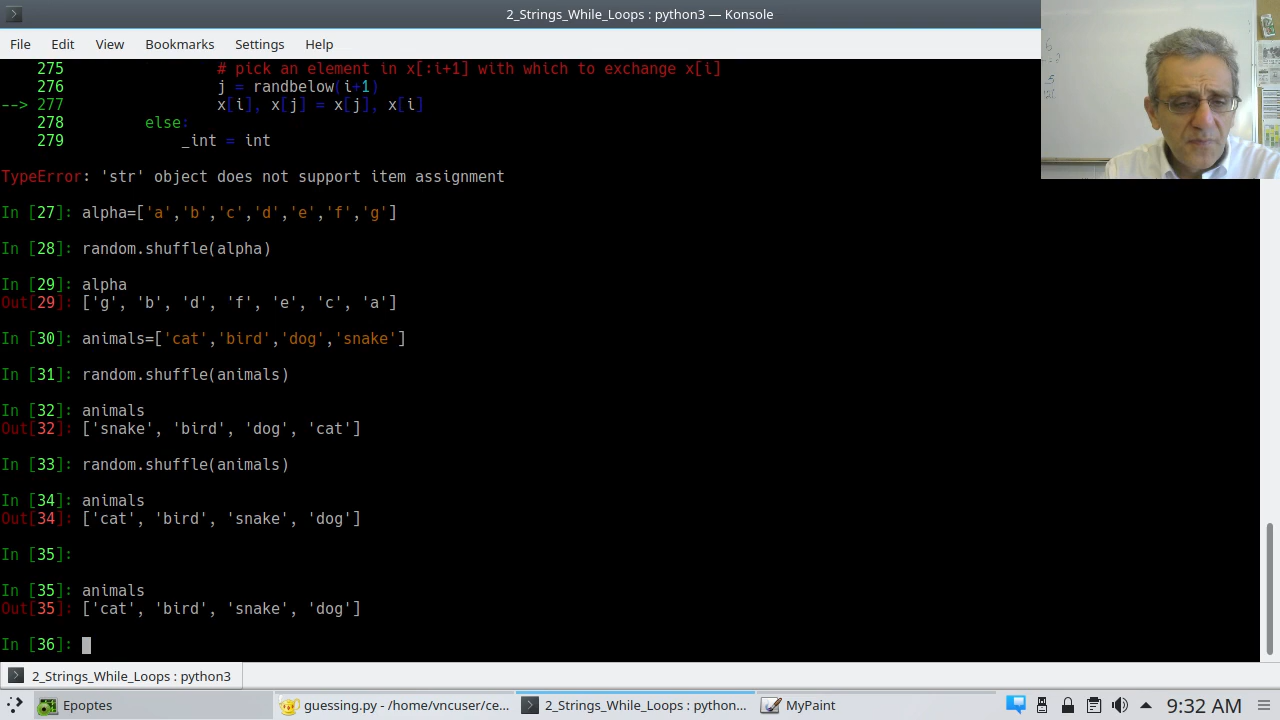 2_Strings_While_Loops : python3 — Konsole
File Edit View Bookmarks Settings Help
275 # pick an element in x[:i+1] with which to exchange x[i]
276 j = randbelow(i+1)
--> 277 x[i], x[j] = x[j], x[i]
278 else:
279 _int = int
TypeError: 'str' object does not support item assignment
In [27]: alpha=['a','b','c','d','e','f','g']
In [28]: random.shuffle(alpha)
In [29]: alpha
Out[29]: ['g', 'b', 'd', 'f', 'e', 'c', 'a']
In [30]: animals=['cat','bird','dog','snake']
In [31]: random.shuffle(animals)
In [32]: animals
Out[32]: ['snake', 'bird', 'dog', 'cat']
In [33]: random.shuffle(animals)
In [34]: animals
Out[34]: ['cat', 'bird', 'snake', 'dog']
In [35]:
In [35]: animals
Out[35]: ['cat', 'bird', 'snake', 'dog']
In [36]:
2_Strings_While_Loops : python3
Epoptes guessing.py - /home/vncuser/ce... 2_Strings_While_Loops : python... MyPaint 9:32 AM